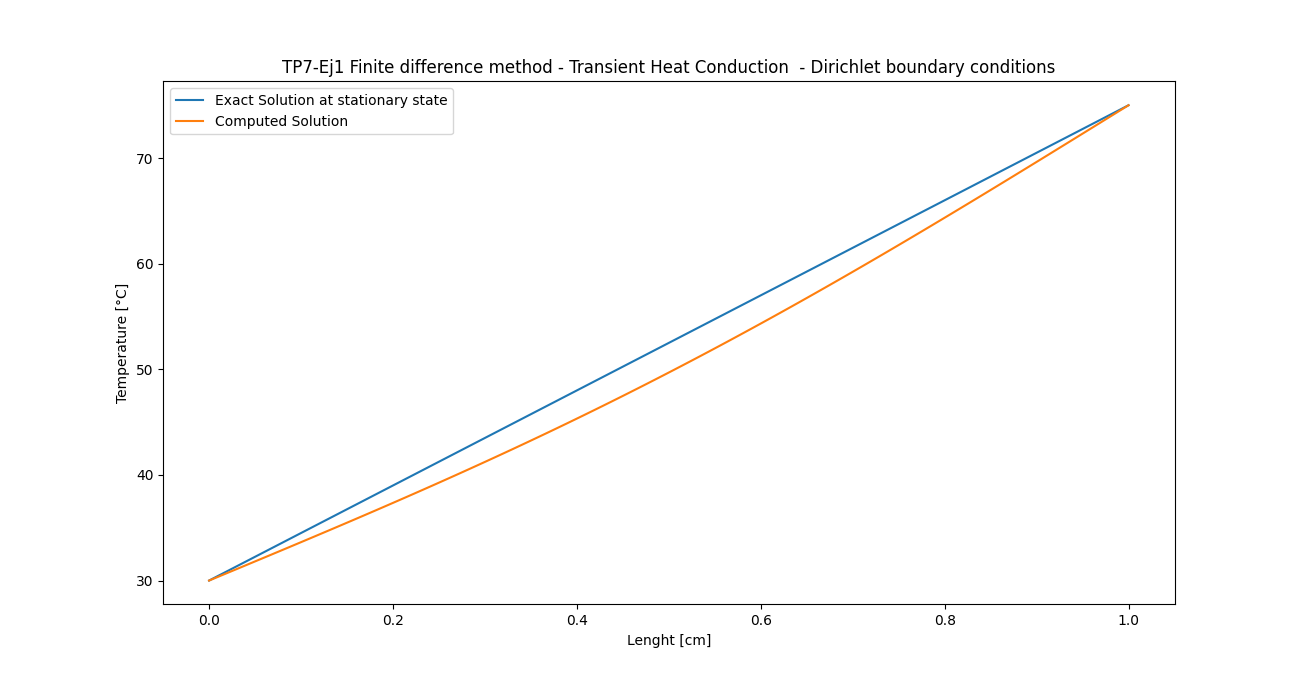 TP7-Ej1 Finite difference method - Transient Heat Conduction  - Dirichlet boundary conditions
Exact Solution at stationary state
Computed Solution
70
60
50
40
30
Temperature [°C]
0.0 0.2 0.4 0.6 0.8 1.0
Lenght [cm]